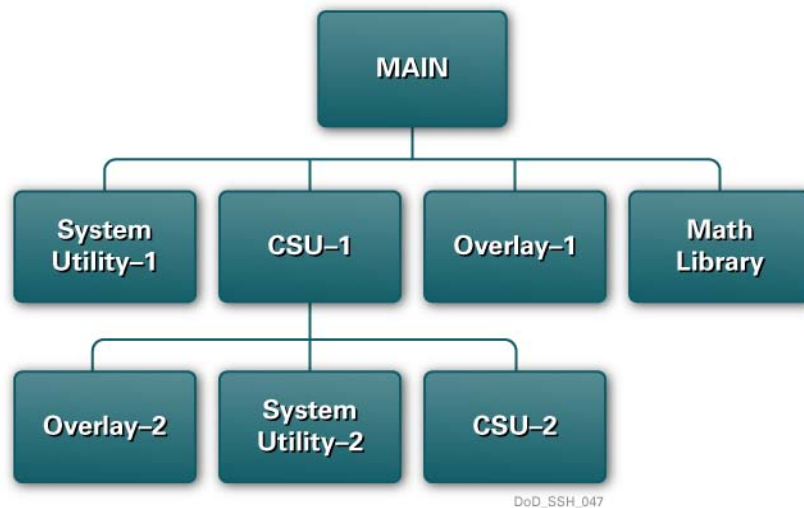 MAIN
System
Utility–1
CSU–1
Overlay–1
Math
Library
Overlay–2
System
Utility–2
CSU–2
DoD_SSH_047